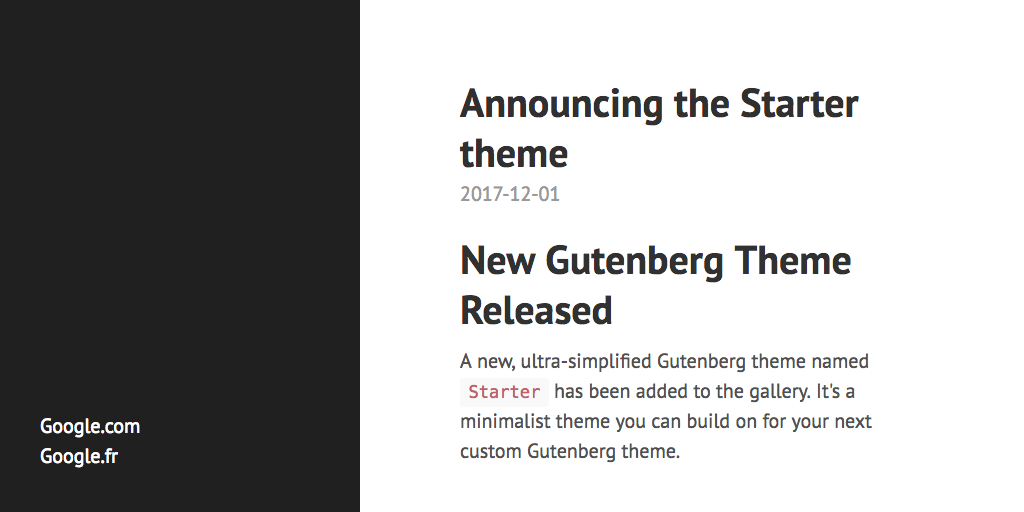 Google.com
Google.fr
Announcing the Starter
theme
2017-12-01
New Gutenberg Theme
Released
A new, ultra-simplified Gutenberg theme named
Starter has been added to the gallery. It's a
minimalist theme you can build on for your next
custom Gutenberg theme.